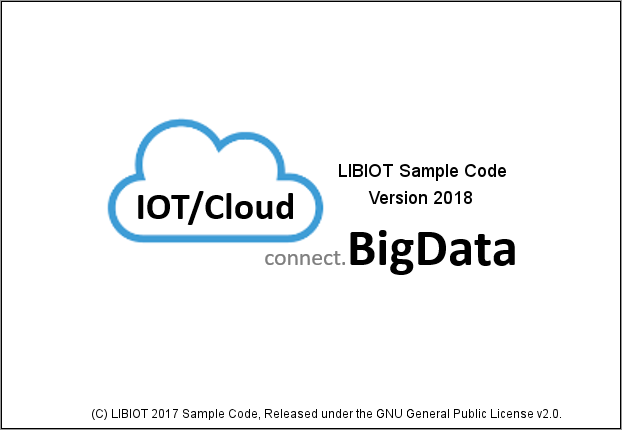 LIBIOT Sample Code
Version 2018
IOT/Cloud
connect.BigData
(C) LIBIOT 2017 Sample Code, Released under the GNU General Public License v2.0.